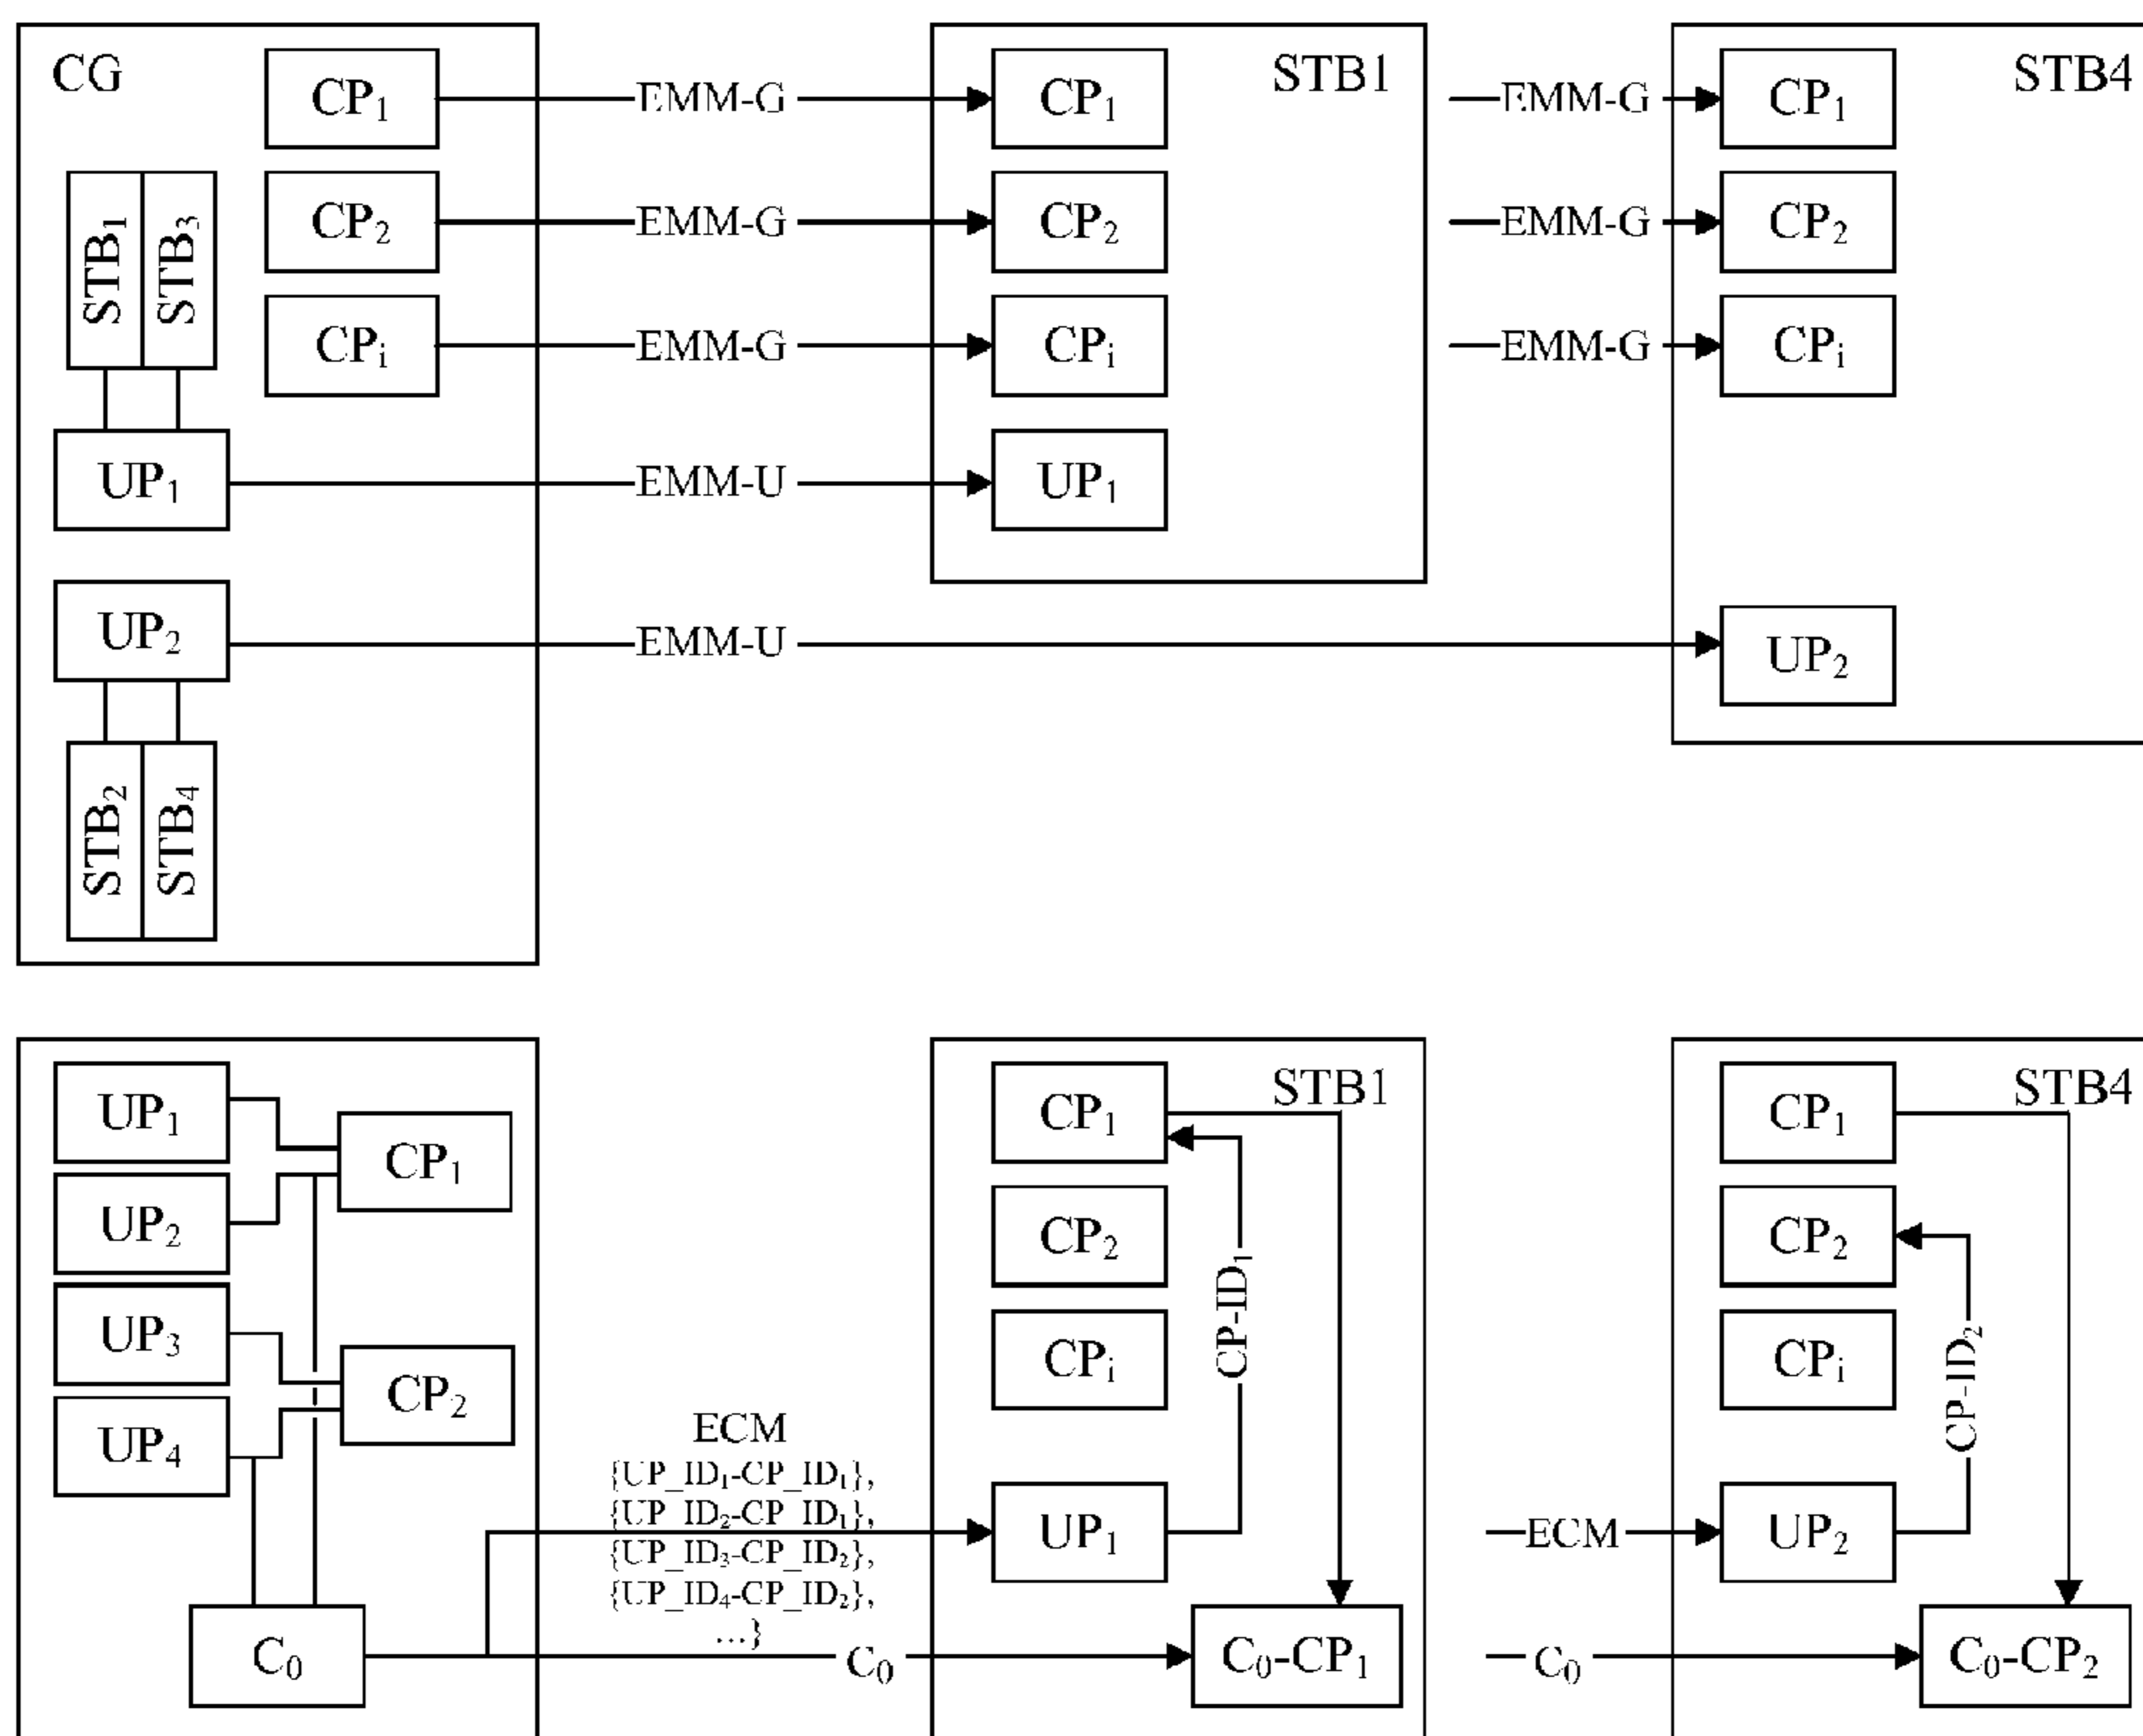 CG
CP₁
EMM-G
CP₁
STB1
EMM-G
CP₁
STB4
CP₂
EMM-G
CP₂
EMM-G
CP₂
STB₁
STB₃
CPᵢ
EMM-G
CPᵢ
EMM-G
CPᵢ
UP₁
EMM-U
UP₁
UP₂
EMM-U
UP₂
STB₂
STB₄
UP₁
CP₁
UP₂
UP₃
CP₂
UP₄
C₀
ECM
{UP_ID₁-CP_ID₁},
{UP_ID₂-CP_ID₁},
{UP_ID₃-CP_ID₂},
{UP_ID₄-CP_ID₂},
...}
C₀
STB1
CP₁
CP₂
CPᵢ
CP-ID₁
UP₁
C₀-CP₁
ECM
C₀
STB4
CP₁
CP₂
CPᵢ
CP-ID₂
UP₂
C₀-CP₂